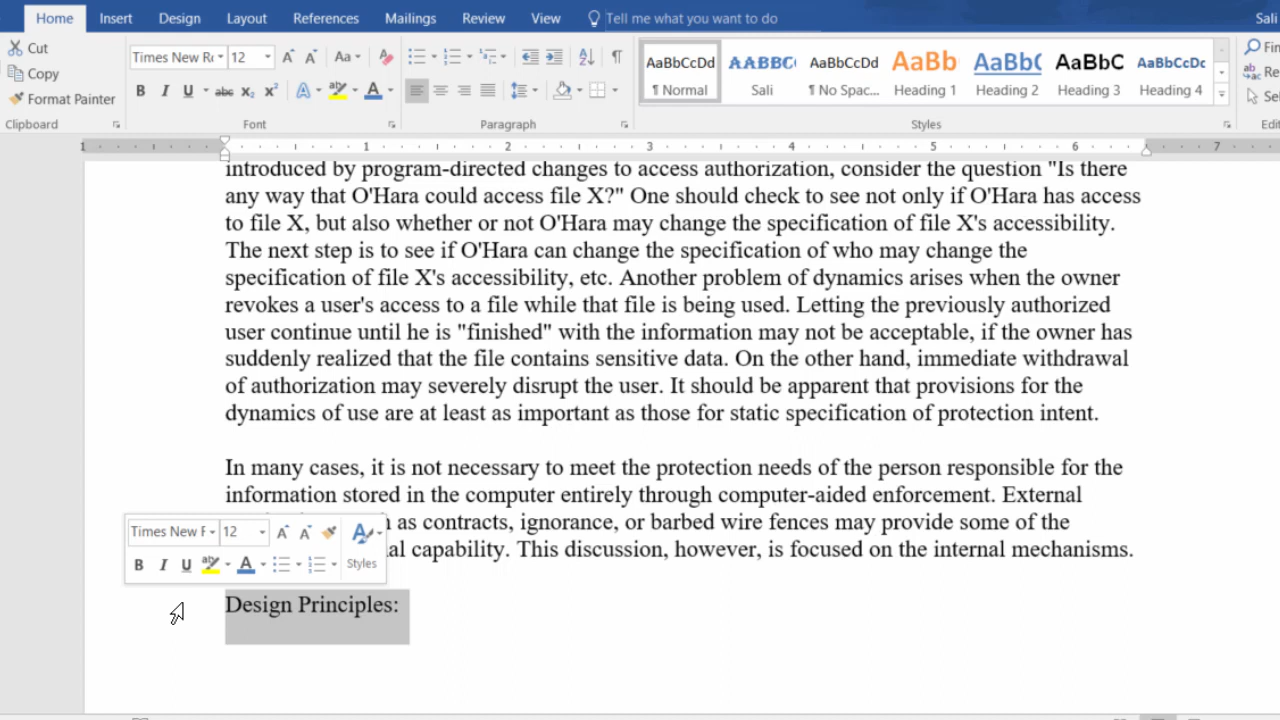 Home Insert Design Layout References Mailings Review View Tell me what you want to do Sali
Cut
Copy
Format Painter
Clipboard
Times New Ro 12 Aa
B I U abc x₂ x² A A
Font
Paragraph
AaBbCcDd AABBC AaBbCcDd AaBb AaBbC AaBbC AaBbCcDc
¶ Normal Sali ¶ No Spac... Heading 1 Heading 2 Heading 3 Heading 4
Styles
1 1 2 3 4 5 6 7
introduced by program-directed changes to access authorization, consider the question "Is there
any way that O'Hara could access file X?" One should check to see not only if O'Hara has access
to file X, but also whether or not O'Hara may change the specification of file X's accessibility.
The next step is to see if O'Hara can change the specification of who may change the
specification of file X's accessibility, etc. Another problem of dynamics arises when the owner
revokes a user's access to a file while that file is being used. Letting the previously authorized
user continue until he is "finished" with the information may not be acceptable, if the owner has
suddenly realized that the file contains sensitive data. On the other hand, immediate withdrawal
of authorization may severely disrupt the user. It should be apparent that provisions for the
dynamics of use are at least as important as those for static specification of protection intent.
In many cases, it is not necessary to meet the protection needs of the person responsible for the
information stored in the computer entirely through computer-aided enforcement. External
as contracts, ignorance, or barbed wire fences may provide some of the
capability. This discussion, however, is focused on the internal mechanisms.
Times New F 12
B I U A Styles
Design Principles: